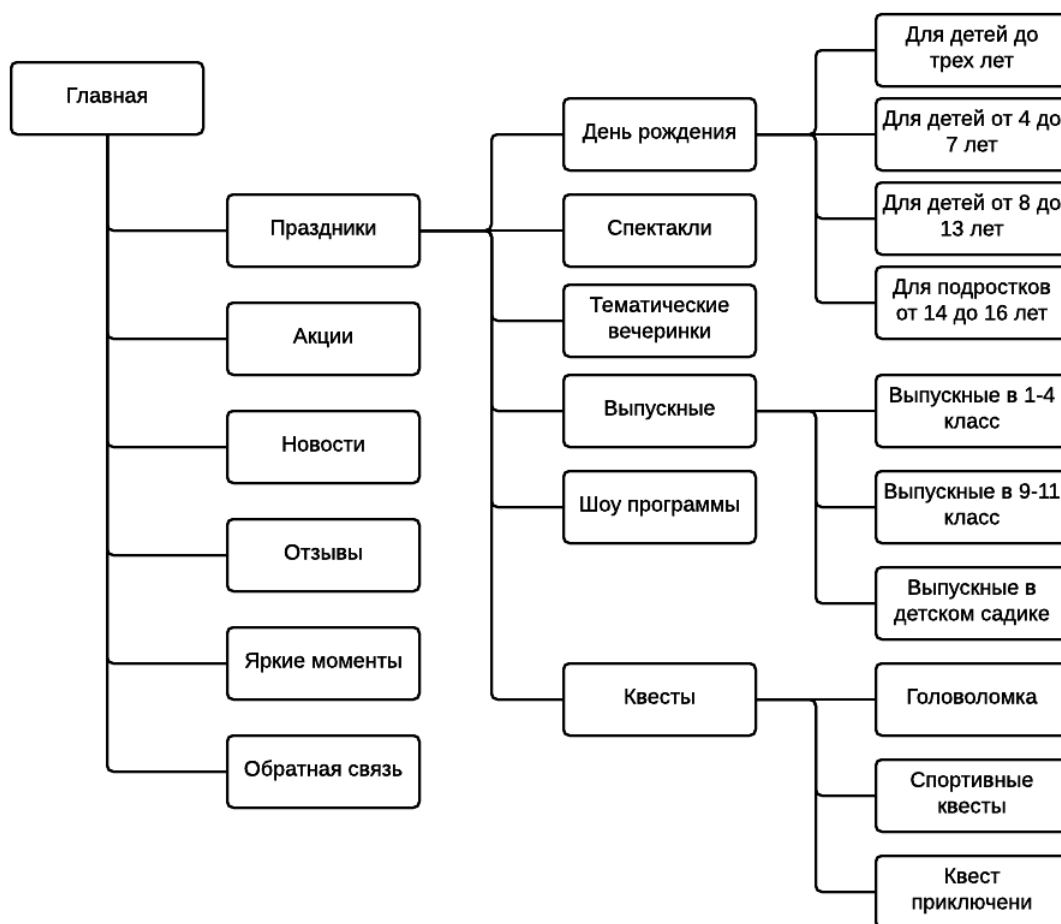 Главная
Праздники
Акции
Новости
Отзывы
Яркие моменты
Обратная связь
День рождения
Спектакли
Тематические
вечеринки
Выпускные
Шоу программы
Квесты
Для детей до
трех лет
Для детей от 4 до
7 лет
Для детей от 8 до
13 лет
Для подростков
от 14 до 16 лет
Выпускные в 1-4
класс
Выпускные в 9-11
класс
Выпускные в
детском садике
Головоломка
Спортивные
квесты
Квест
приключени